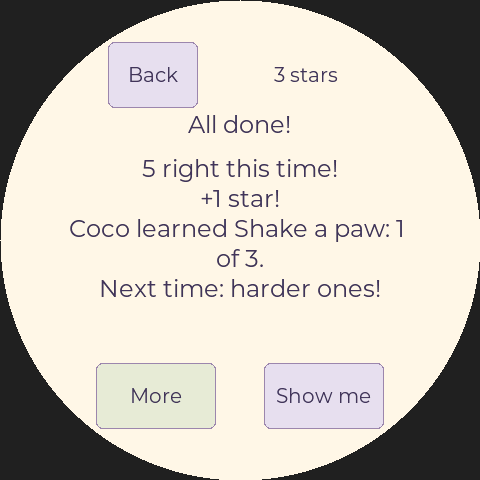 Back
3 stars
All done!
5 right this time!
+1 star!
Coco learned Shake a paw: 1
of 3.
Next time: harder ones!
More
Show me